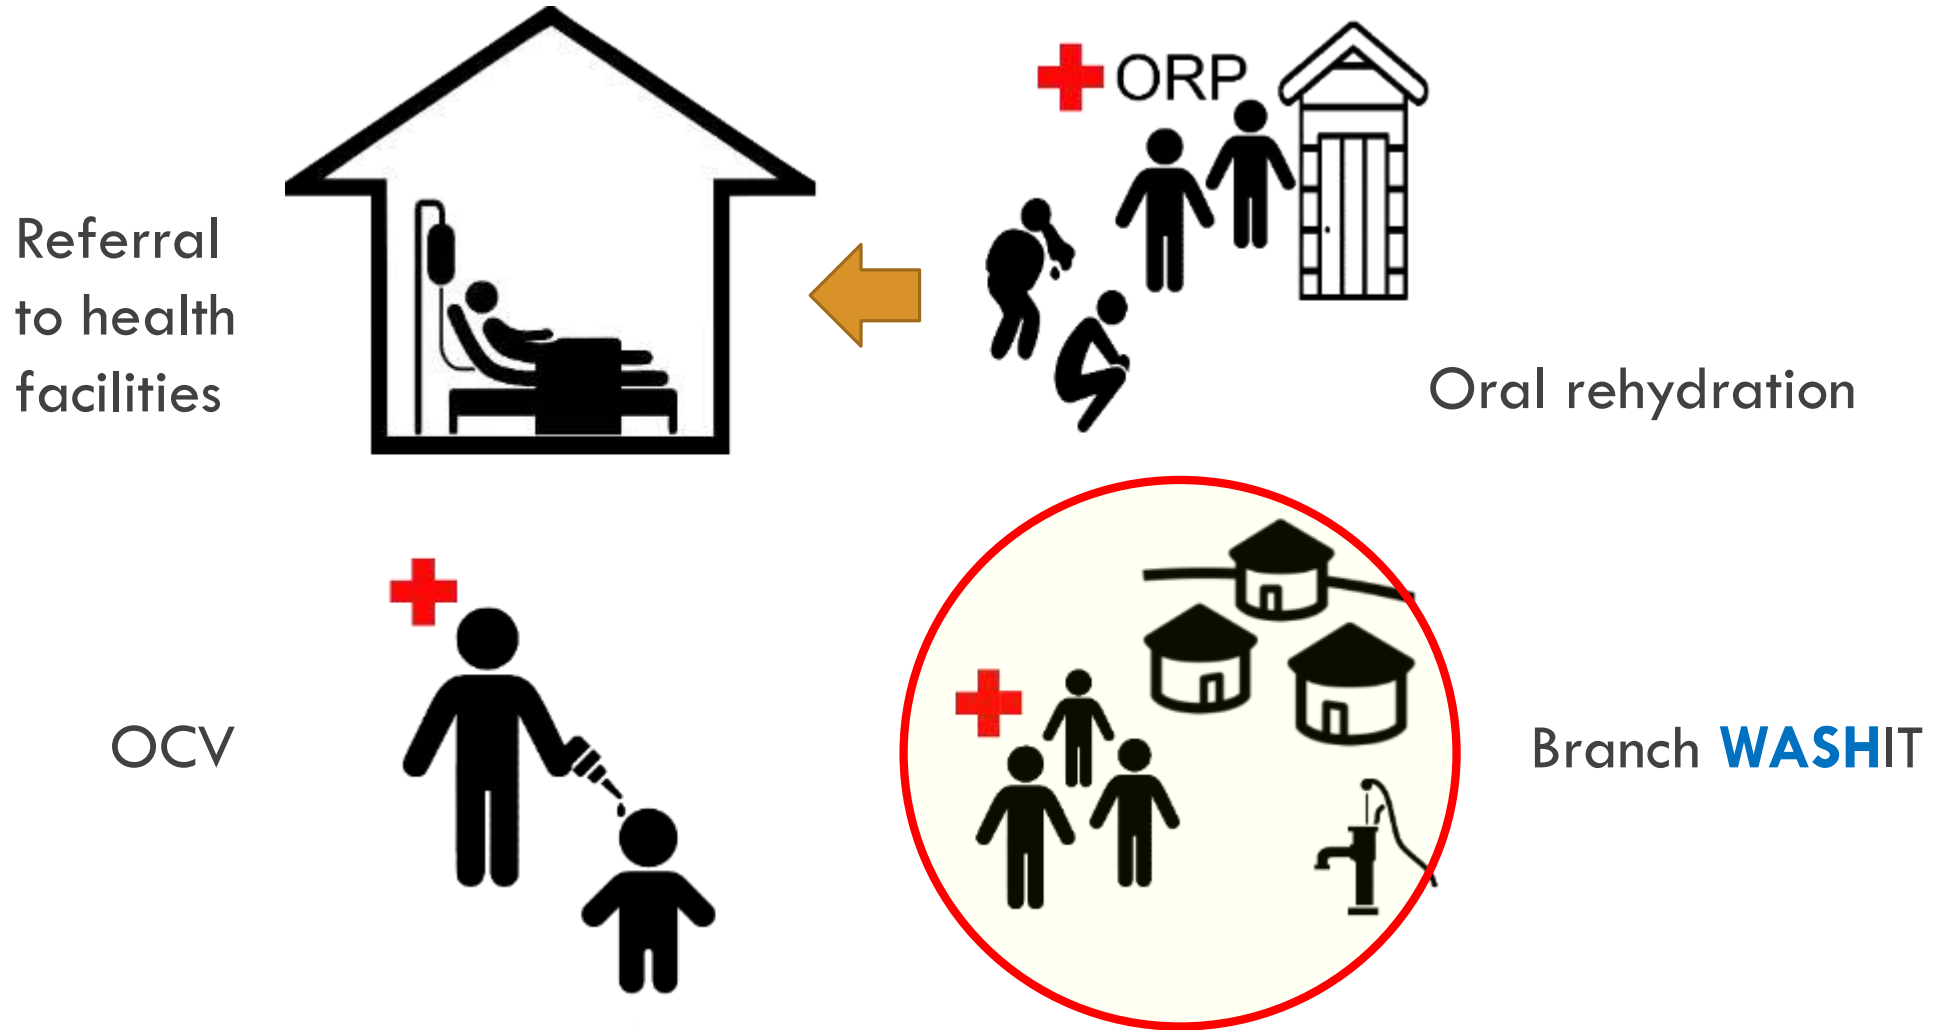 ORP
Referral
to health
facilities
Oral rehydration
OCV
Branch WASHIT